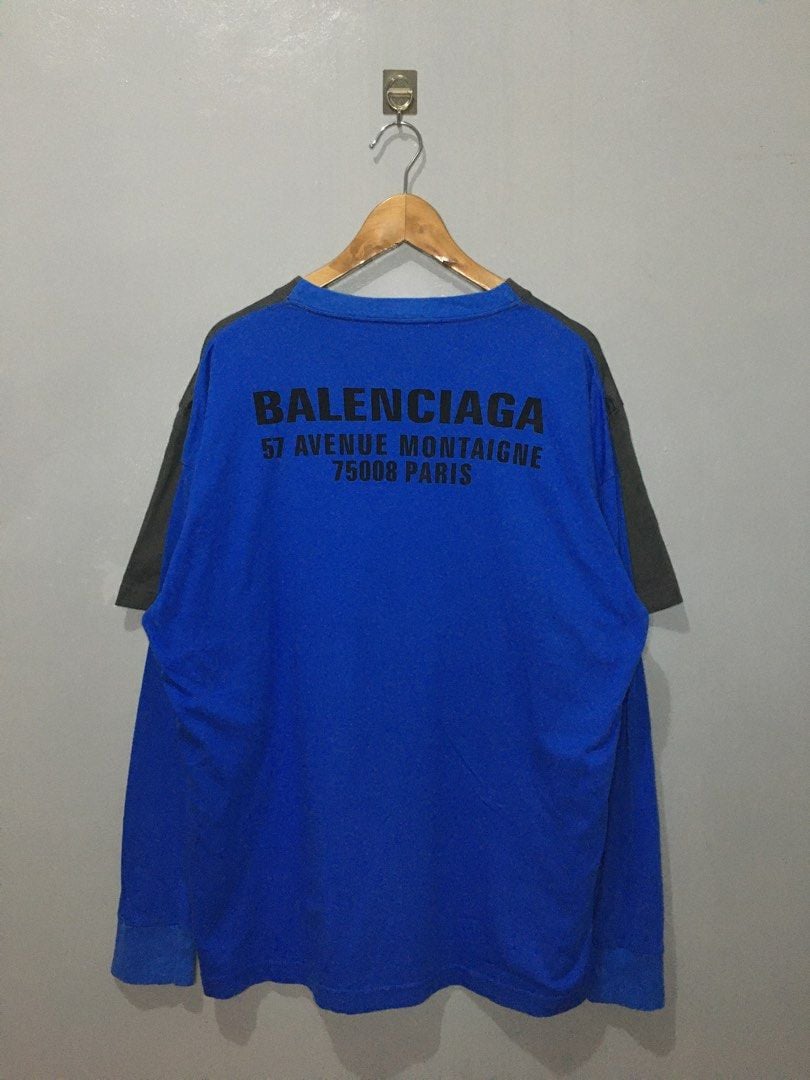 BALENCIAGA
57 AVENUE MONTAIGNE
75008 PARIS